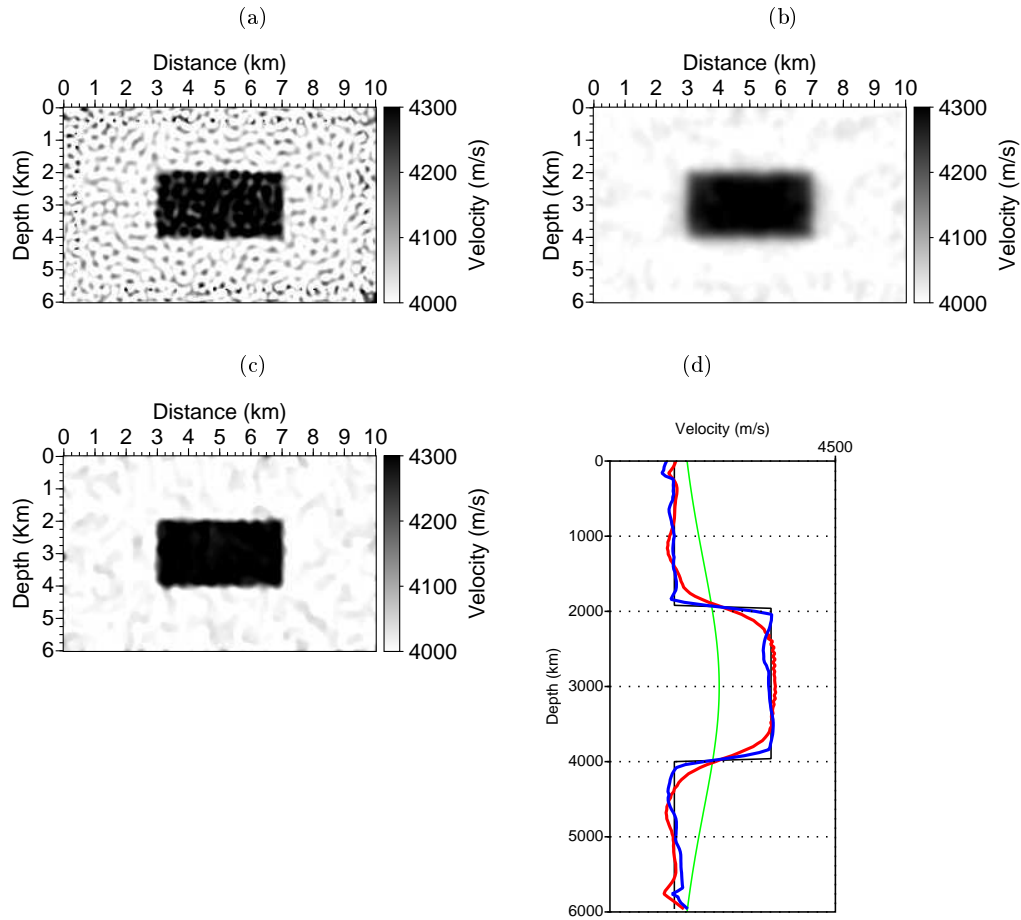 (a)
Distance (km)
0 1 2 3 4 5 6 7 8 9 10
0
1
2
3
4
5
6
Depth (Km)
4300
4200
4100
4000
Velocity (m/s)
(b)
Distance (km)
0 1 2 3 4 5 6 7 8 9 10
0
1
2
3
4
5
6
Depth (Km)
4300
4200
4100
4000
Velocity (m/s)
(c)
Distance (km)
0 1 2 3 4 5 6 7 8 9 10
0
1
2
3
4
5
6
Depth (Km)
4300
4200
4100
4000
Velocity (m/s)
(d)
Velocity (m/s)
4500
0
1000
2000
3000
4000
5000
6000
Depth (km)